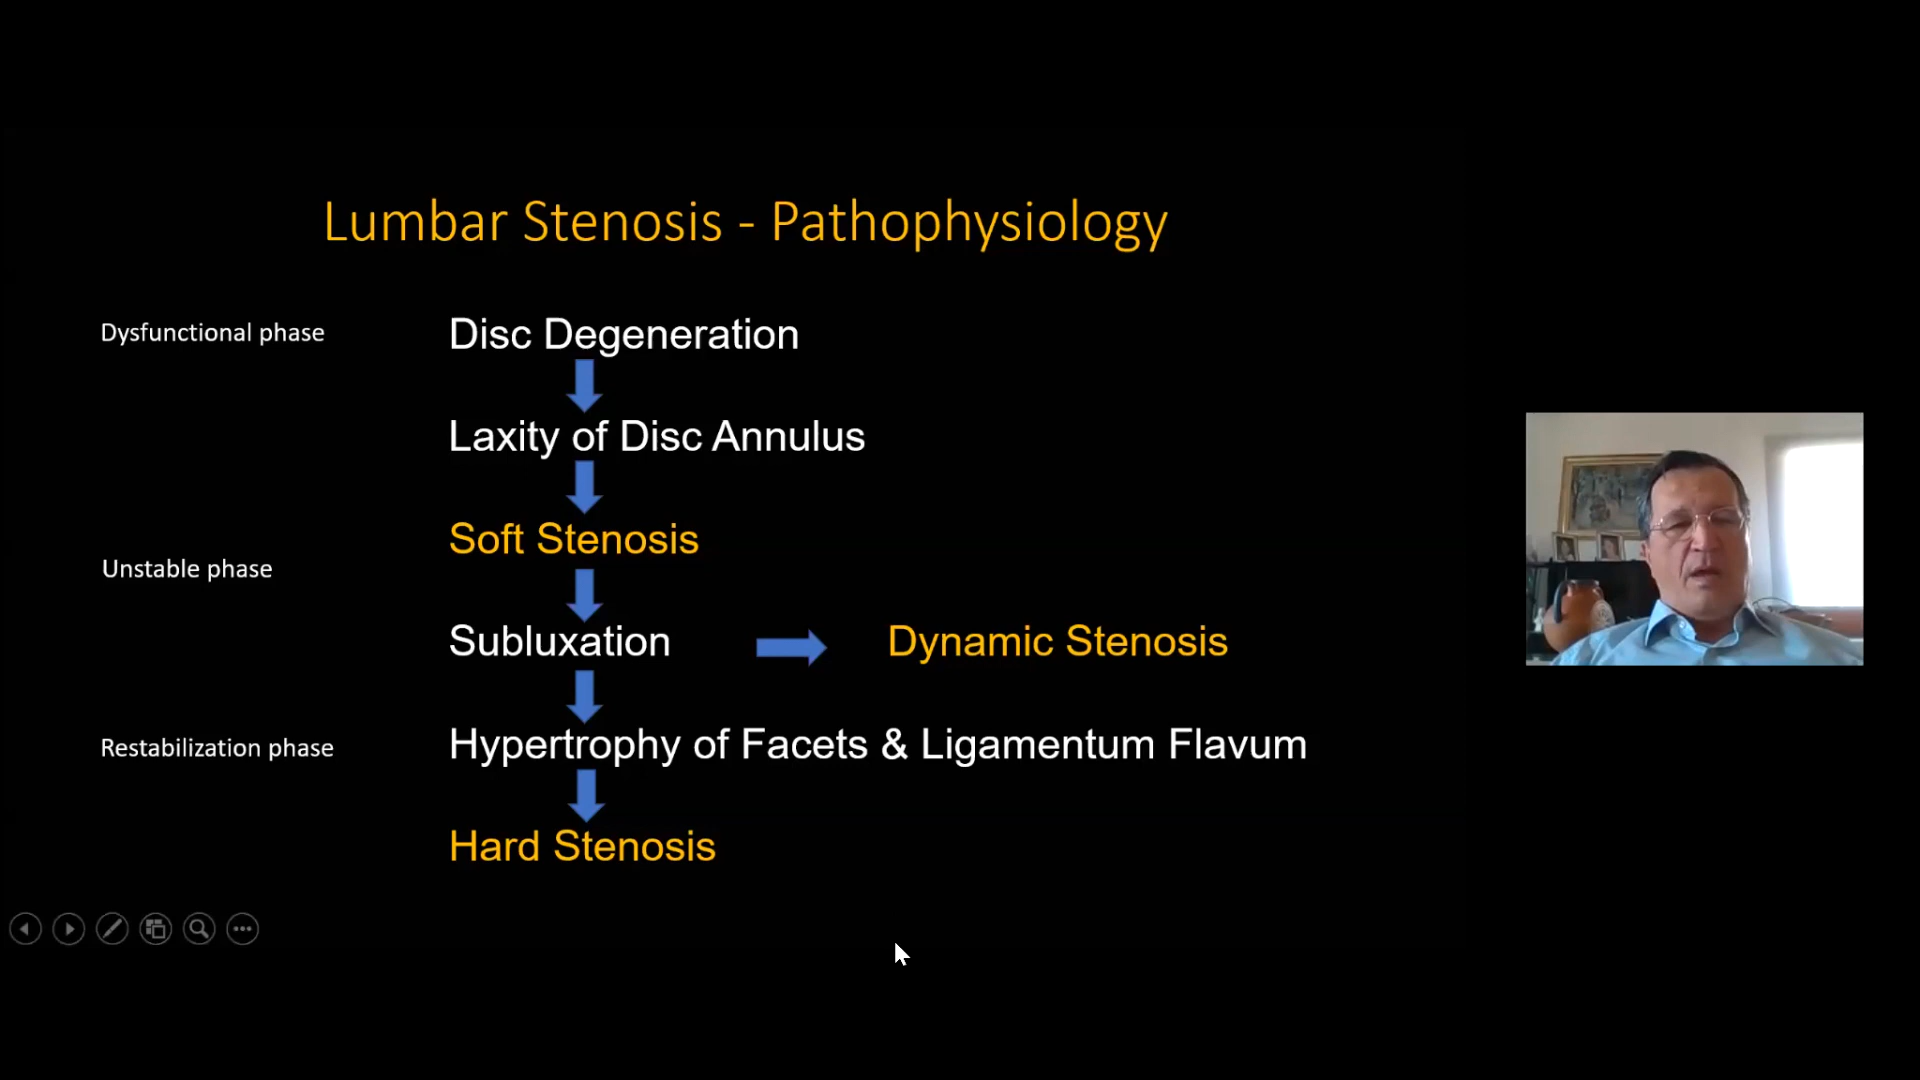 Lumbar Stenosis - Pathophysiology
Dysfunctional phase
Disc Degeneration
Laxity of Disc Annulus
Soft Stenosis
Unstable phase
Subluxation
Dynamic Stenosis
Restabilization phase
Hypertrophy of Facets & Ligamentum Flavum
Hard Stenosis